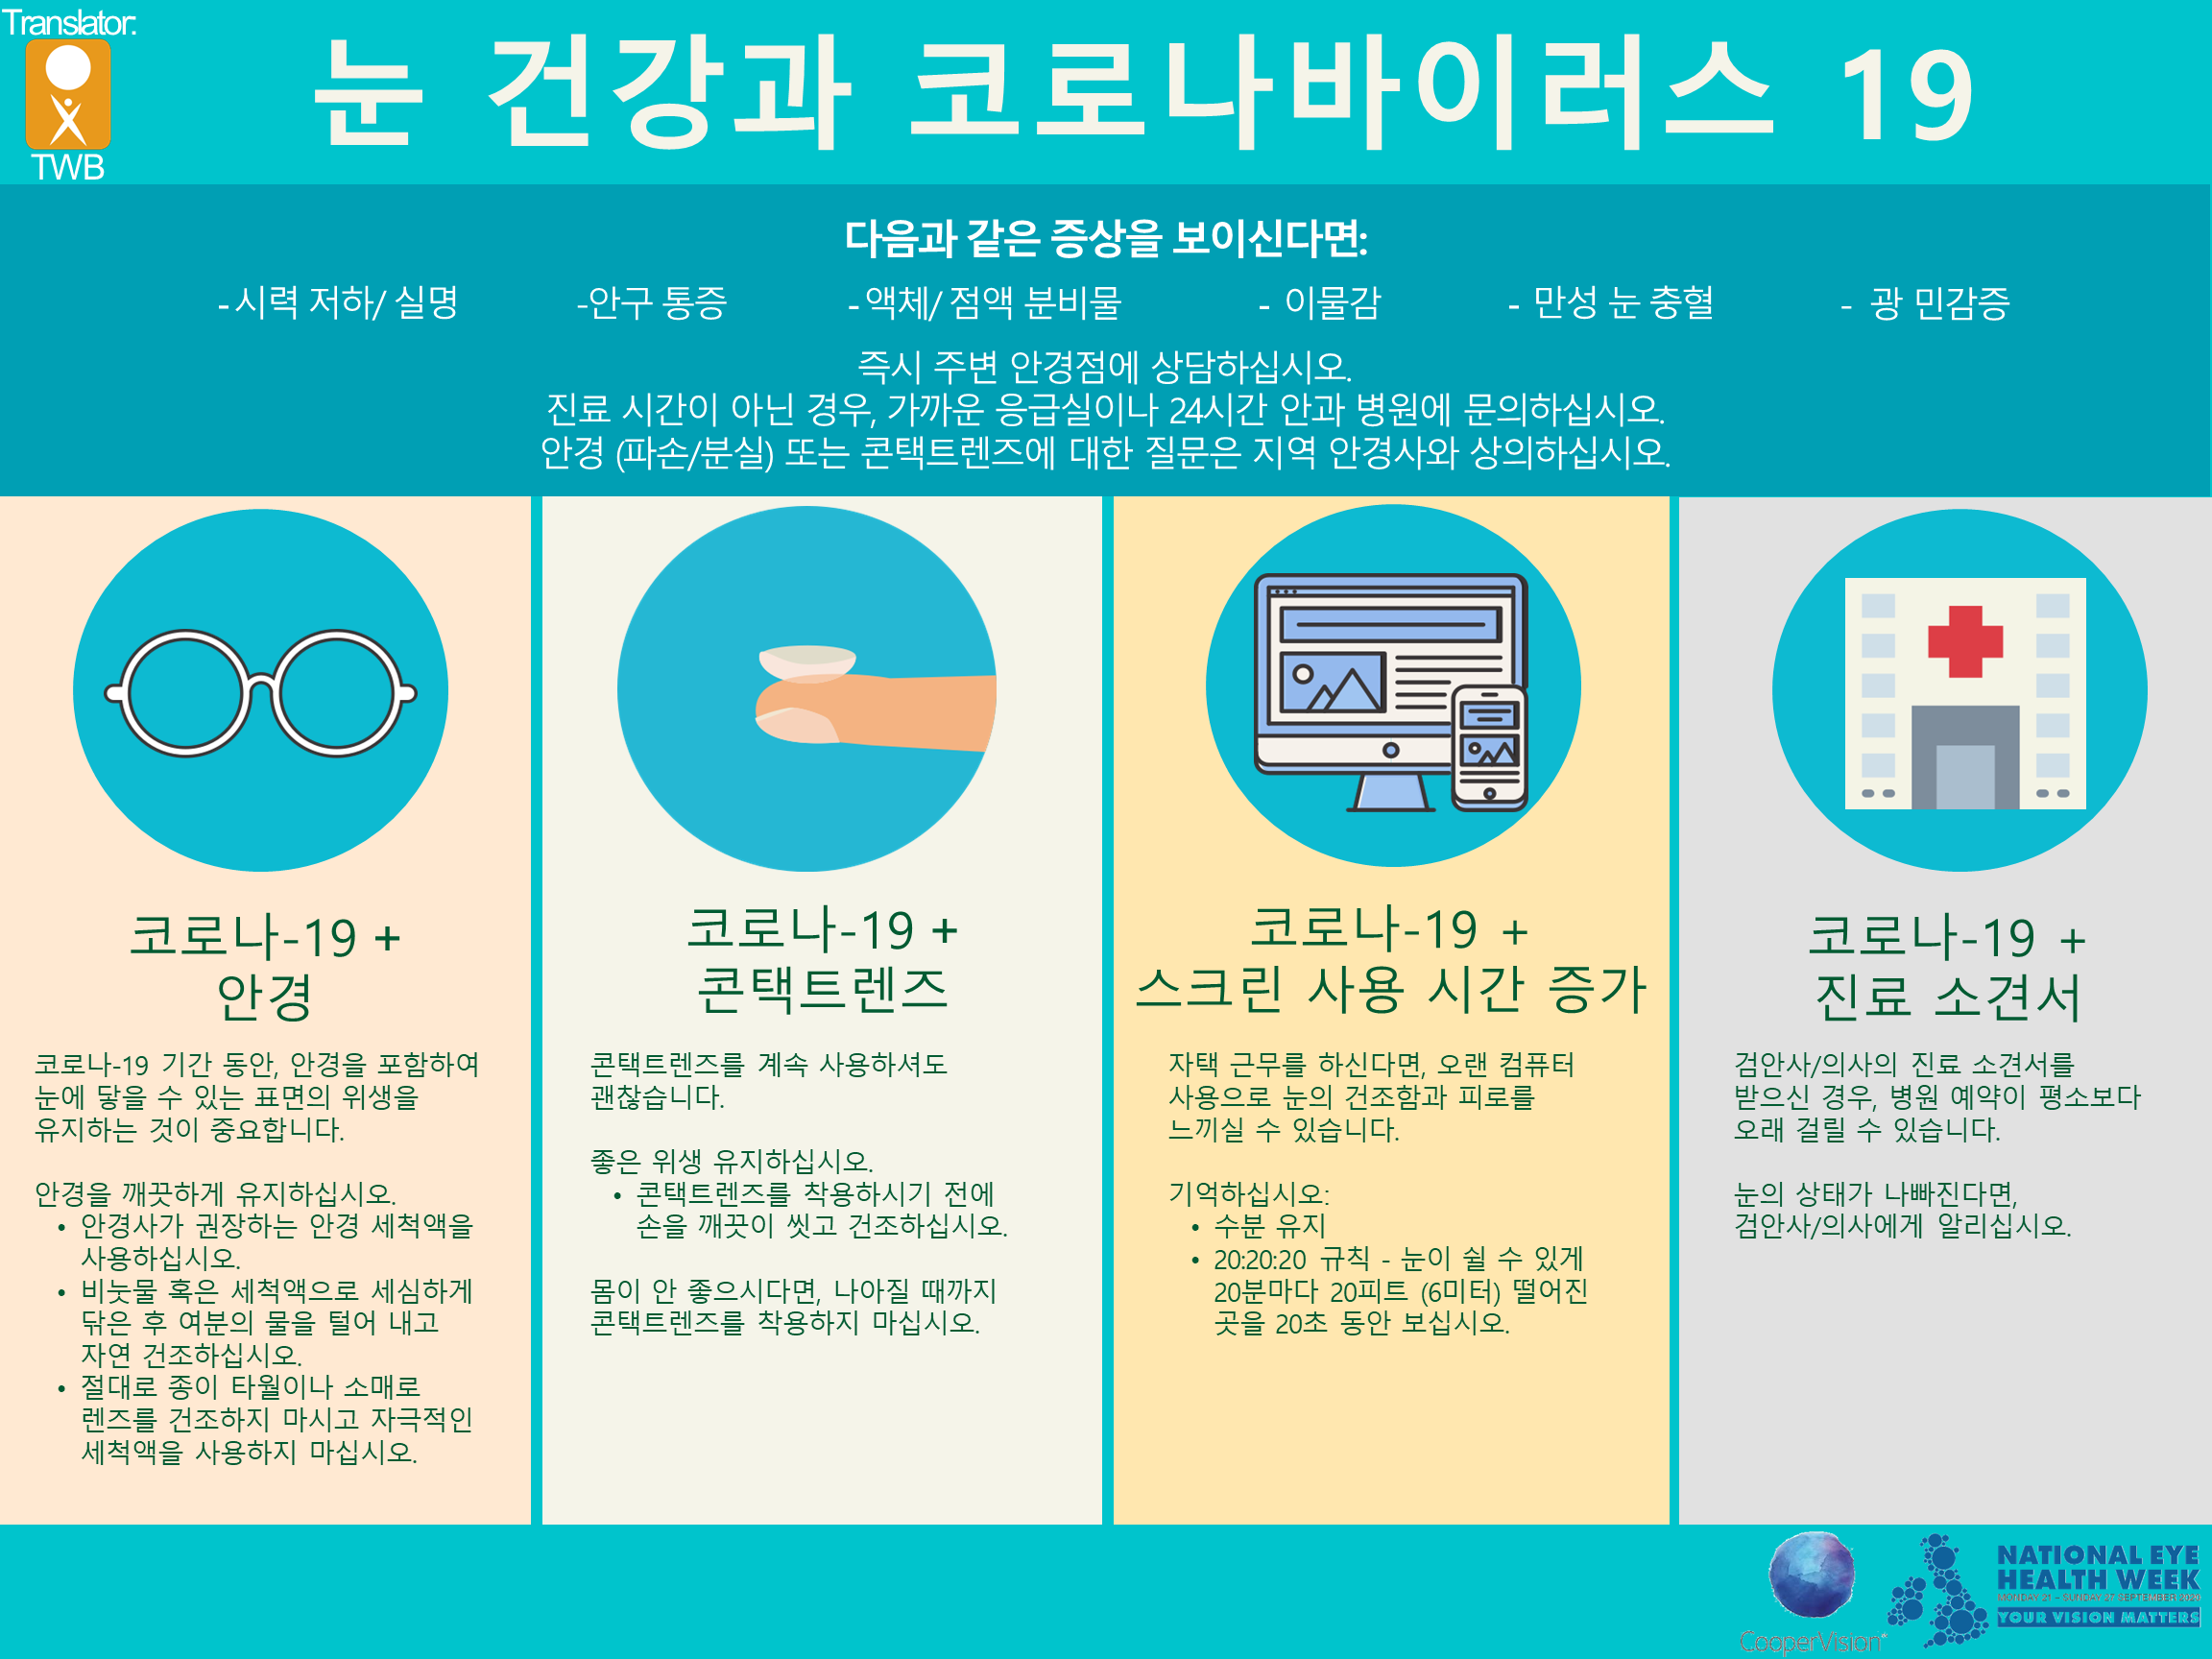 Translator:
TWB
눈 건강과 코로나바이러스 19
다음과 같은 증상을 보이신다면:
- 시력 저하/ 실명
-안구 통증
- 액체/ 점액 분비물
- 이물감
- 만성 눈 충혈
- 광 민감증
즉시 주변 안경점에 상담하십시오.
진료 시간이 아닌 경우, 가까운 응급실이나 24시간 안과 병원에 문의하십시오.
안경 (파손/분실) 또는 콘택트렌즈에 대한 질문은 지역 안경사와 상의하십시오.
코로나-19 +
안경
코로나-19 기간 동안, 안경을 포함하여
눈에 닿을 수 있는 표면의 위생을
유지하는 것이 중요합니다.
안경을 깨끗하게 유지하십시오.
• 안경사가 권장하는 안경 세척액을
사용하십시오.
• 비눗물 혹은 세척액으로 세심하게
닦은 후 여분의 물을 털어 내고
자연 건조하십시오.
• 절대로 종이 타월이나 소매로
렌즈를 건조하지 마시고 자극적인
세척액을 사용하지 마십시오.
코로나-19 +
콘택트렌즈
콘택트렌즈를 계속 사용하셔도
괜찮습니다.
좋은 위생 유지하십시오.
• 콘택트렌즈를 착용하시기 전에
손을 깨끗이 씻고 건조하십시오.
몸이 안 좋으시다면, 나아질 때까지
콘택트렌즈를 착용하지 마십시오.
코로나-19 +
스크린 사용 시간 증가
자택 근무를 하신다면, 오랜 컴퓨터
사용으로 눈의 건조함과 피로를
느끼실 수 있습니다.
기억하십시오:
• 수분 유지
• 20:20:20 규칙 - 눈이 쉴 수 있게
20분마다 20피트 (6미터) 떨어진
곳을 20초 동안 보십시오.
코로나-19 +
진료 소견서
검안사/의사의 진료 소견서를
받으신 경우, 병원 예약이 평소보다
오래 걸릴 수 있습니다.
눈의 상태가 나빠진다면,
검안사/의사에게 알리십시오.
CooperVision
NATIONAL EYE
HEALTH WEEK
MONDAY 21 – SUNDAY 27 SEPTEMBER 2020
YOUR VISION MATTERS